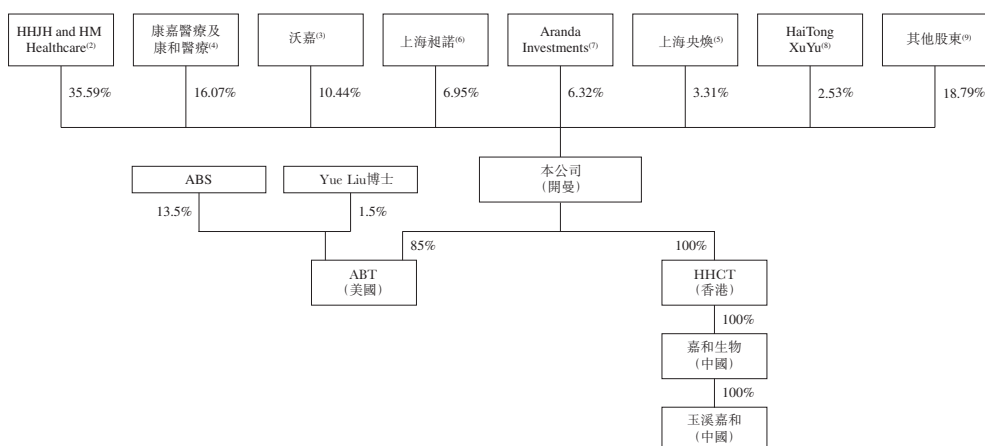 HHJH and HM
Healthcare(2)
康嘉醫療及
康和醫療(4)
沃嘉(3)
上海昶諾(6)
Aranda
Investments(7)
上海央煥(5)
HaiTong
XuYu(8)
其他股東(9)
35.59%
16.07%
10.44%
6.95%
6.32%
3.31%
2.53%
18.79%
ABS
Yue Liu博士
本公司
(開曼)
13.5%
1.5%
85%
100%
ABT
(美國)
HHCT
(香港)
100%
嘉和生物
(中國)
100%
玉溪嘉和
(中國)